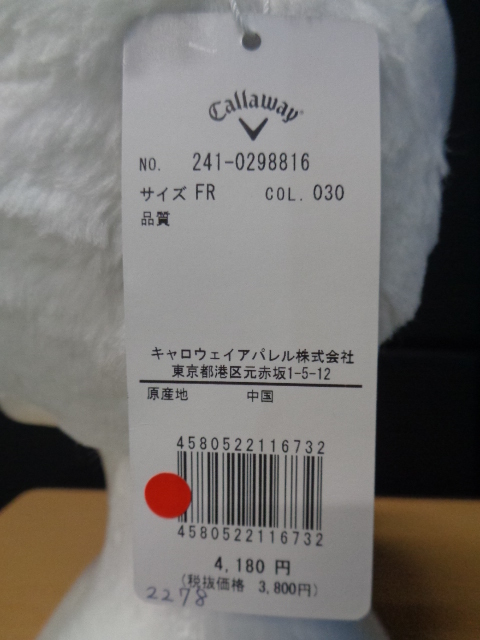 Callaway
NO. 241-0298816
サイズ FR COL. 030
品質
キャロウェイアパレル株式会社
東京都港区元赤坂1-5-12
原産地 中国
4580522116732
4580522116732
4,180 円
(税抜価格 3,800円)
2278